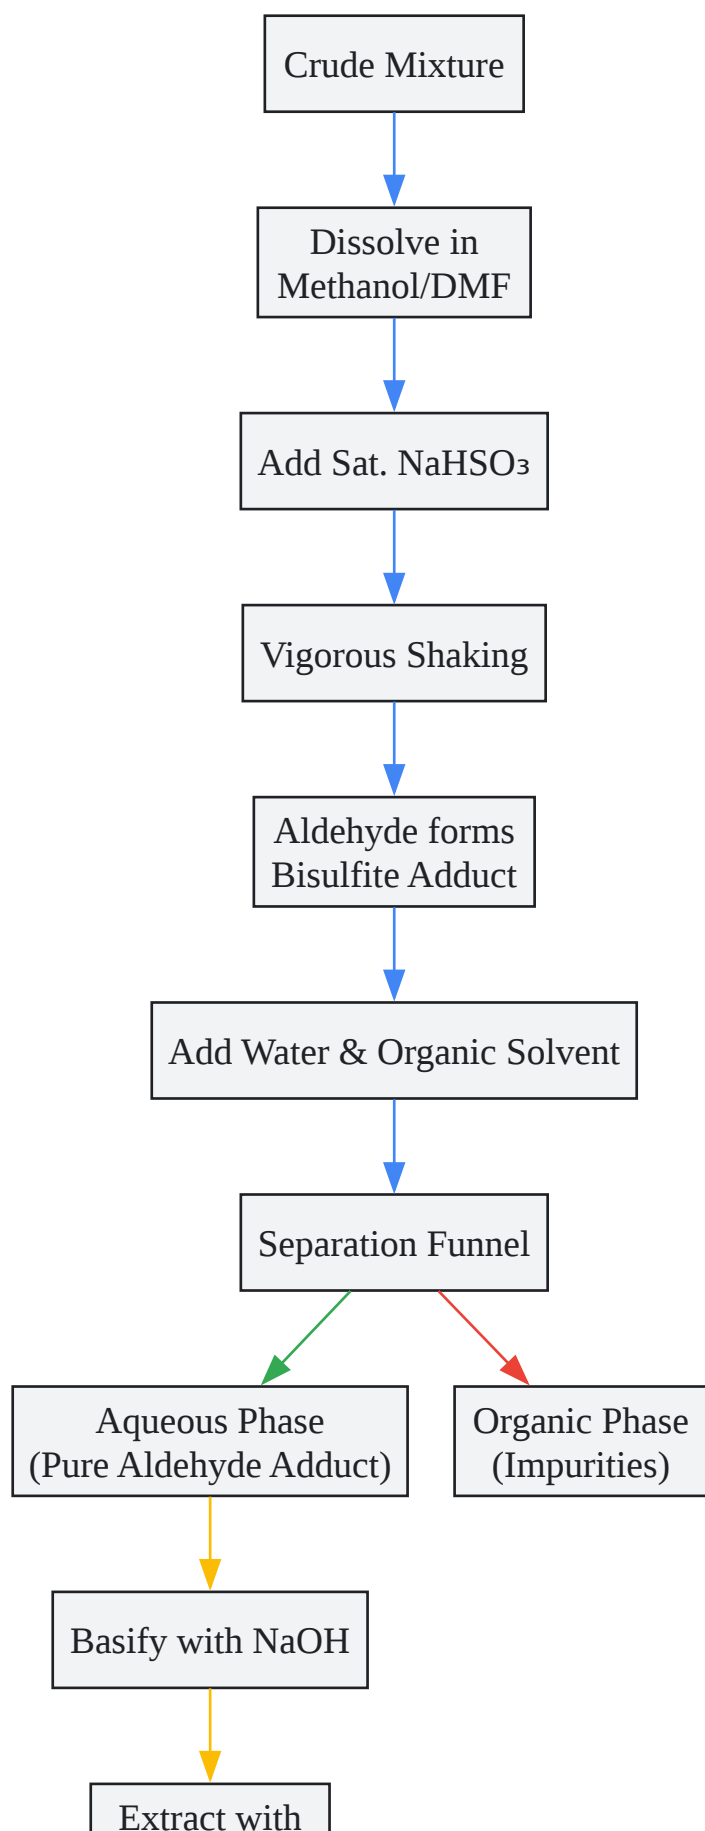 Crude Mixture
Dissolve in
Methanol/DMF
Add Sat. NaHSO₃
Vigorous Shaking
Aldehyde forms
Bisulfite Adduct
Add Water & Organic Solvent
Separation Funnel
Aqueous Phase
(Pure Aldehyde Adduct)
Organic Phase
(Impurities)
Basify with NaOH
Extract with